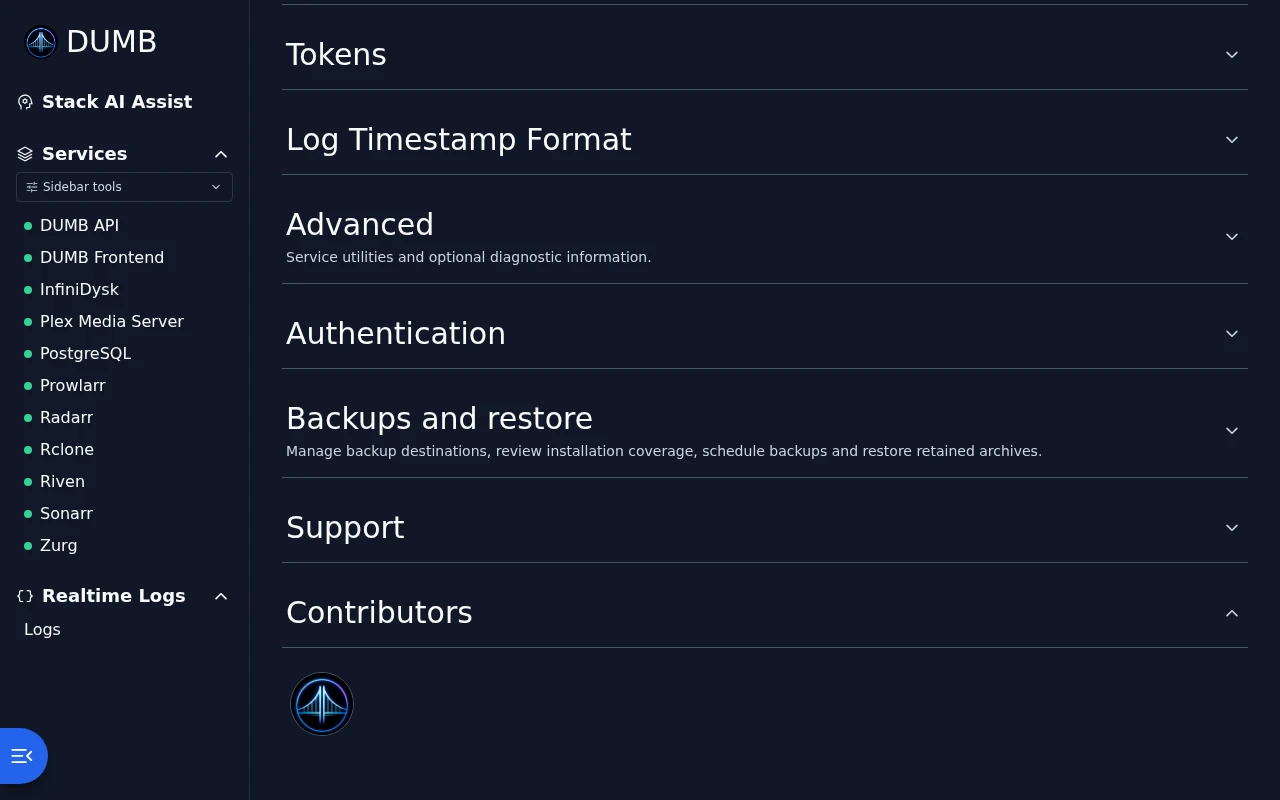 DUMB
Stack AI Assist
Services
Sidebar tools
DUMB API
DUMB Frontend
InfiniDysk
Plex Media Server
PostgreSQL
Prowlarr
Radarr
Rclone
Riven
Sonarr
Zurg
Realtime Logs
Logs
Tokens
Log Timestamp Format
Advanced
Service utilities and optional diagnostic information.
Authentication
Backups and restore
Manage backup destinations, review installation coverage, schedule backups and restore retained archives.
Support
Contributors